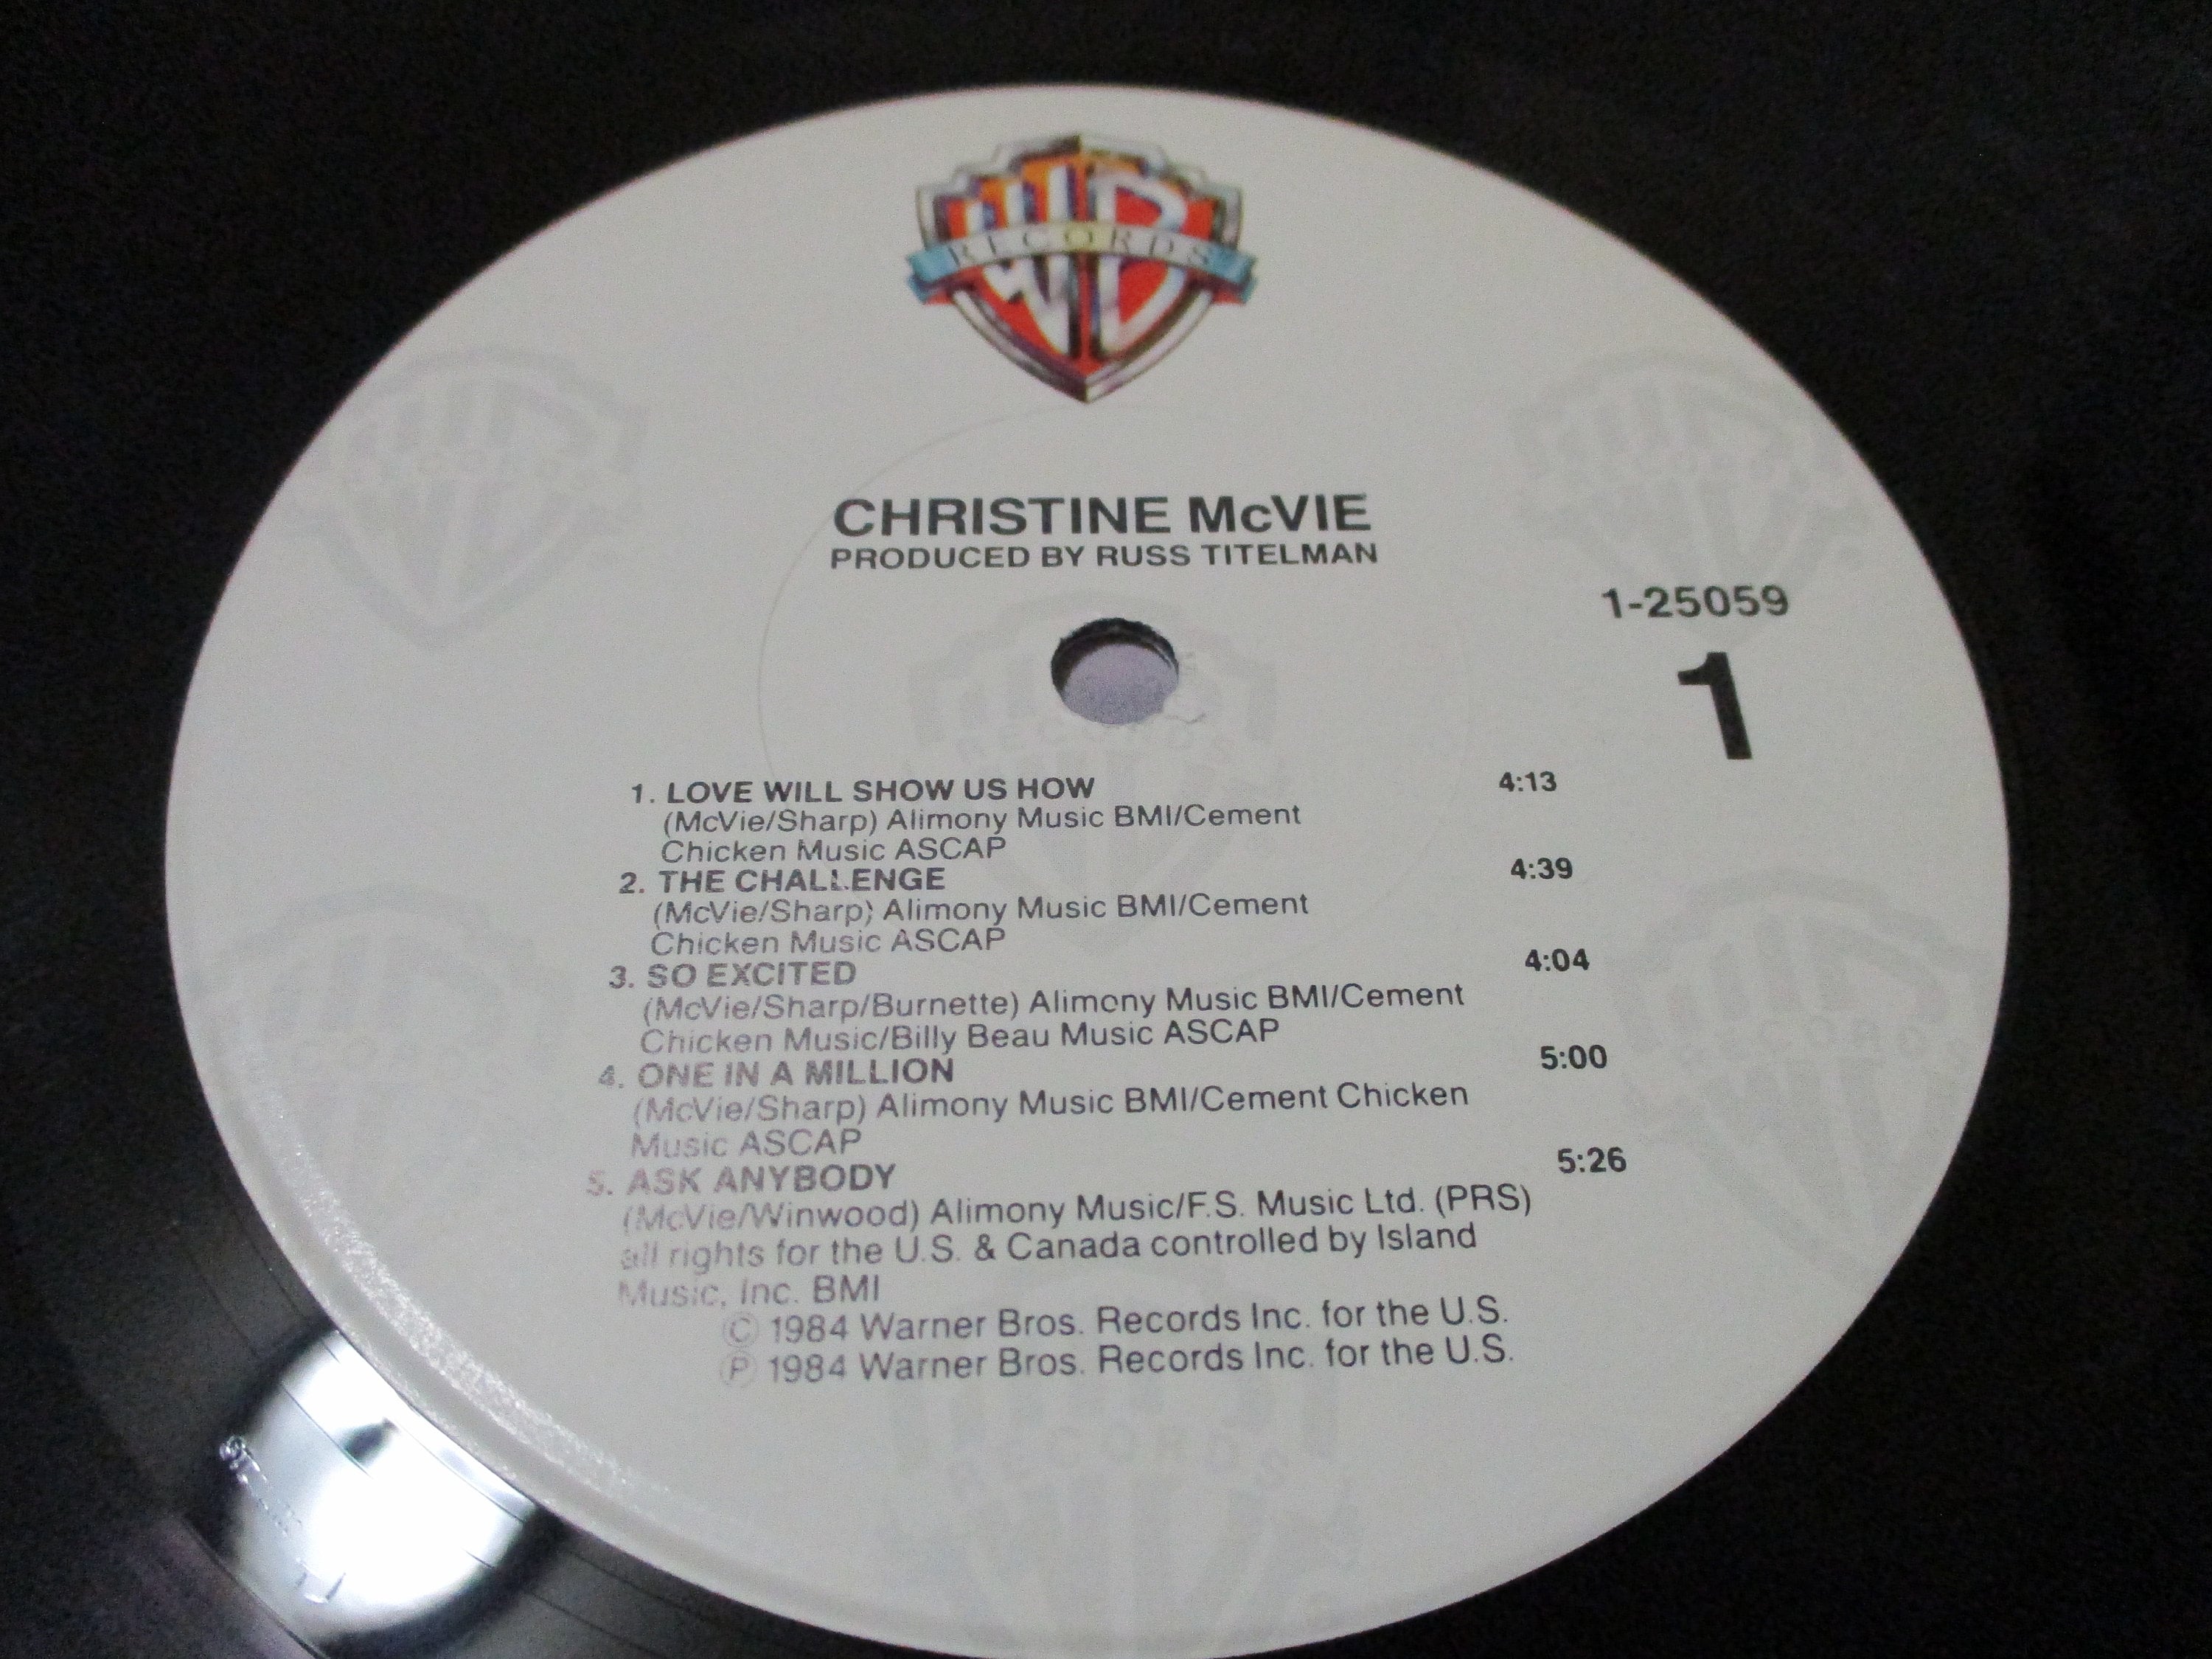 WB
RECORDS
CHRISTINE McVIE
PRODUCED BY RUSS TITELMAN
1-25059
1
1. LOVE WILL SHOW US HOW 4:13
(McVie/Sharp) Alimony Music BMI/Cement
Chicken Music ASCAP
2. THE CHALLENGE 4:39
(McVie/Sharp) Alimony Music BMI/Cement
Chicken Music ASCAP
3. SO EXCITED 4:04
(McVie/Sharp/Burnette) Alimony Music BMI/Cement
Chicken Music/Billy Beau Music ASCAP
4. ONE IN A MILLION 5:00
(McVie/Sharp) Alimony Music BMI/Cement Chicken
Music ASCAP
5. ASK ANYBODY 5:26
(McVie/Winwood) Alimony Music/F.S. Music Ltd. (PRS)
all rights for the U.S. & Canada controlled by Island
Music, Inc. BMI
© 1984 Warner Bros. Records Inc. for the U.S.
℗ 1984 Warner Bros. Records Inc. for the U.S.